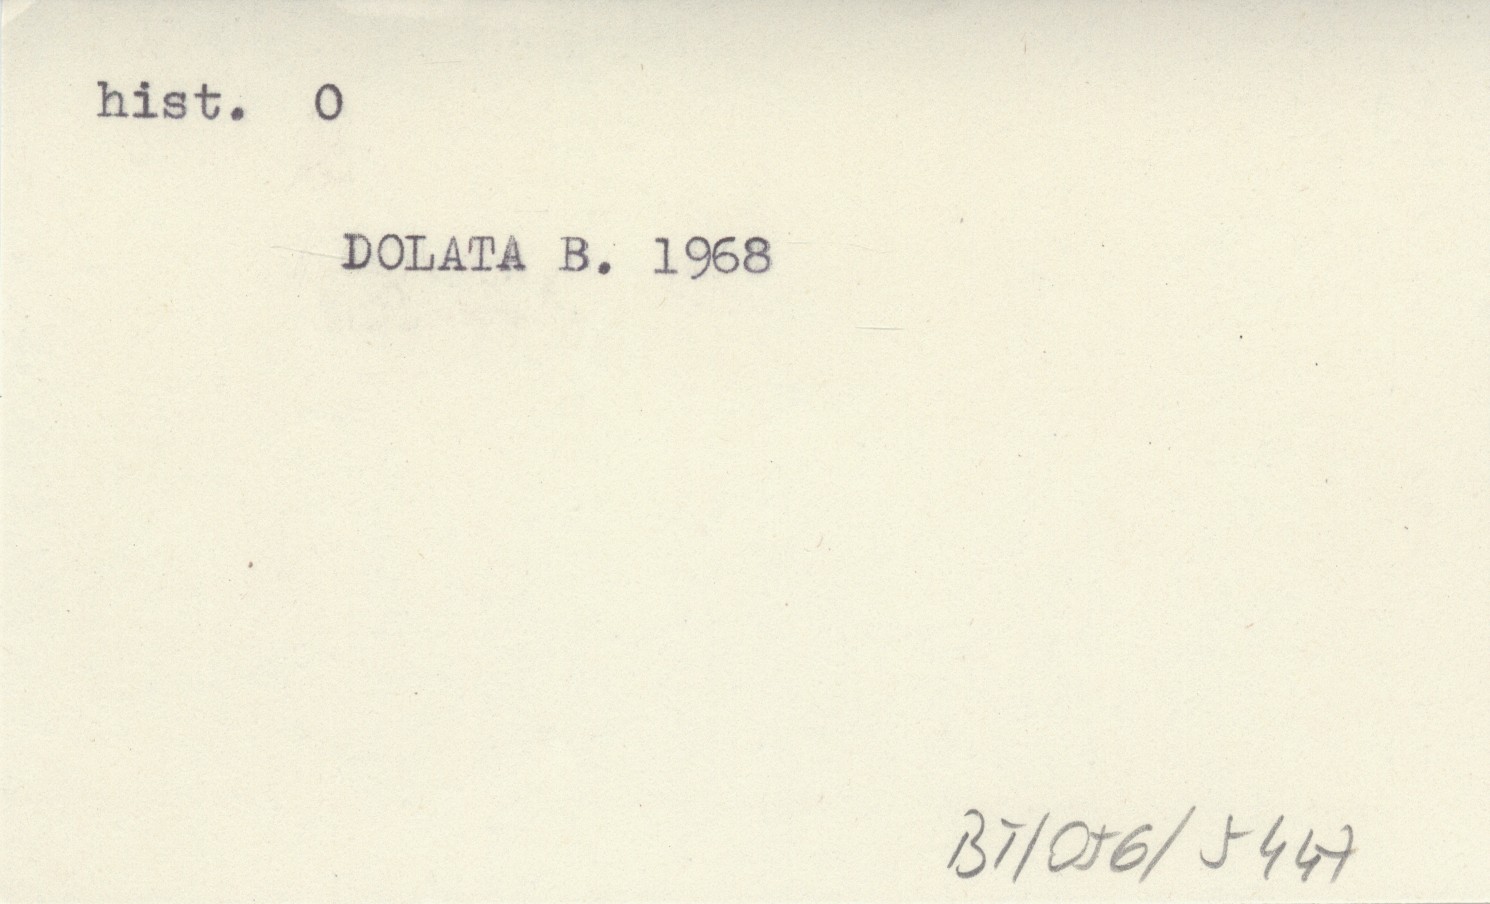 hist. O
DOLATA B. 1968
BT/056/5447